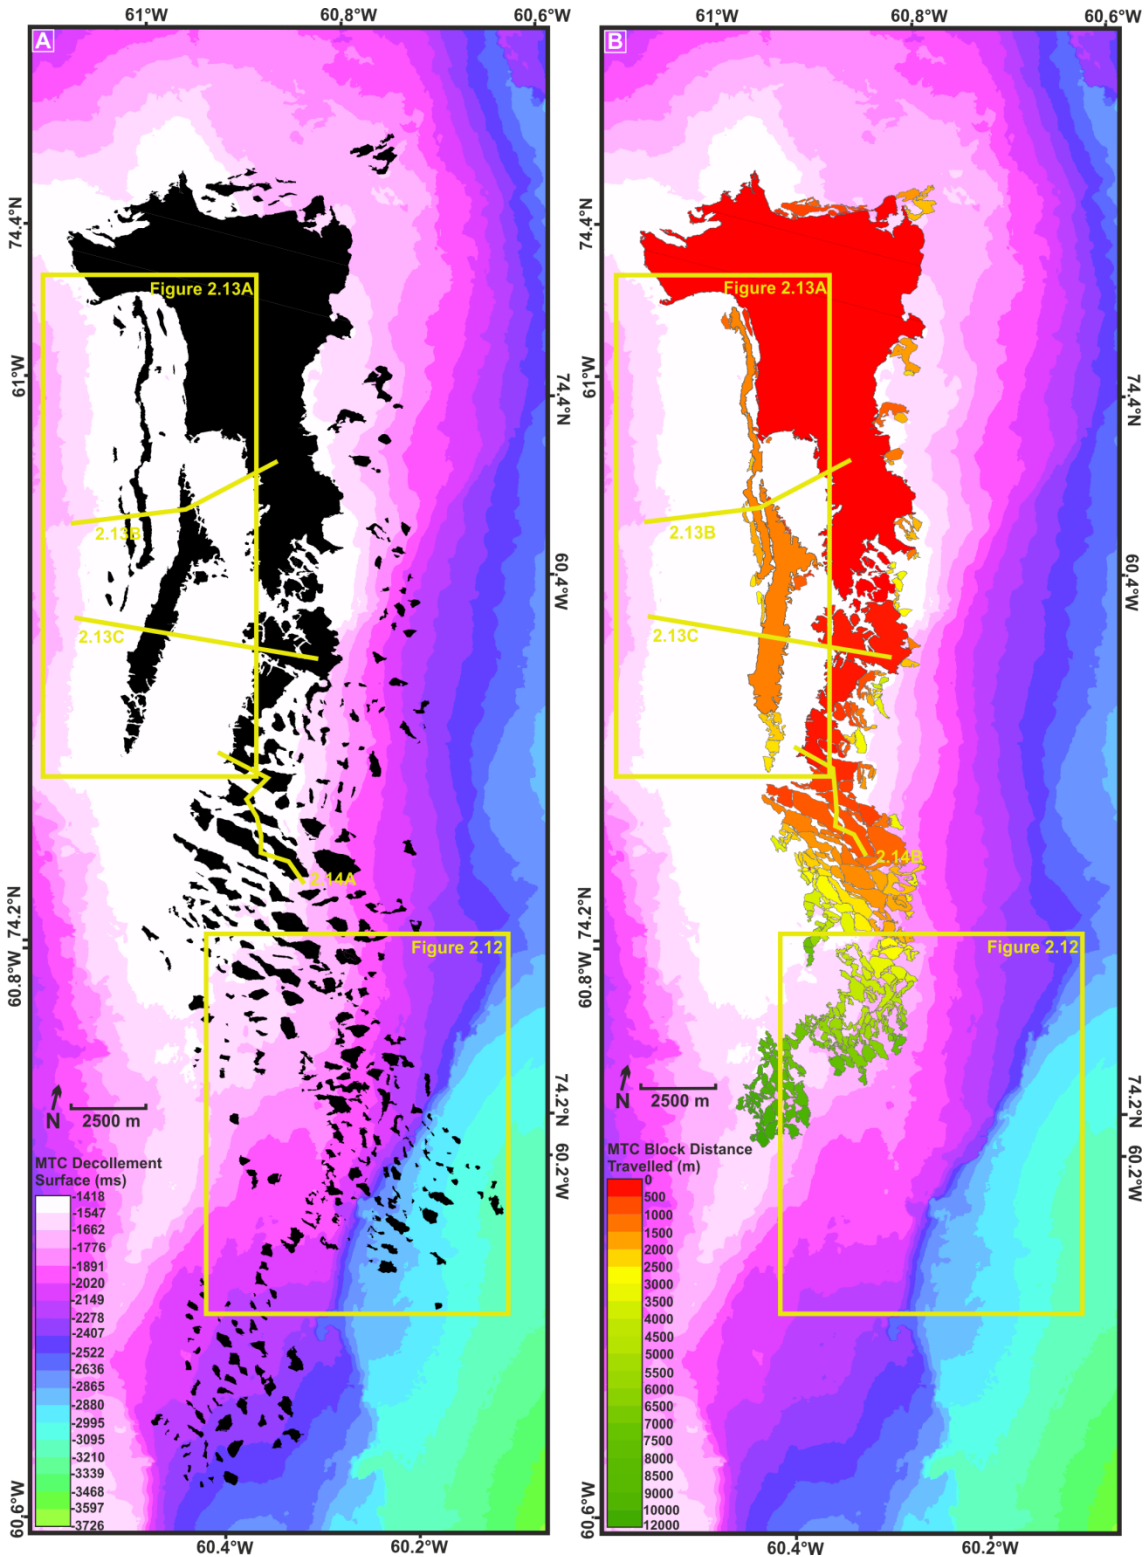 61°W
60,8°W
60,6°W
A
74.4°N
61°W
Figure 2.13A
74.4°N
2.13B
60.4°W
2.13C
2.14A
74.2°N
60.8°W
Figure 2.12
N
2500 m
74.2°N
60.2°W
MTC Decollement
Surface (ms)
-1418
-1547
-1662
-1776
-1891
-2020
-2149
-2278
-2407
-2522
-2636
-2865
-2880
-2995
-3095
-3210
-3339
-3468
-3597
-3726
60.6°W
60.4°W
60.2°W
61°W
60,8°W
60,6°W
B
74.4°N
61°W
Figure 2.13A
74.4°N
2.13B
60.4°W
2.13C
2.14B
74.2°N
60.8°W
Figure 2.12
N
2500 m
74.2°N
60.2°W
MTC Block Distance
Travelled (m)
0
500
1000
1500
2000
2500
3000
3500
4000
4500
5000
5500
6000
6500
7000
7500
8000
8500
9000
10000
12000
60.6°W
60.4°W
60.2°W